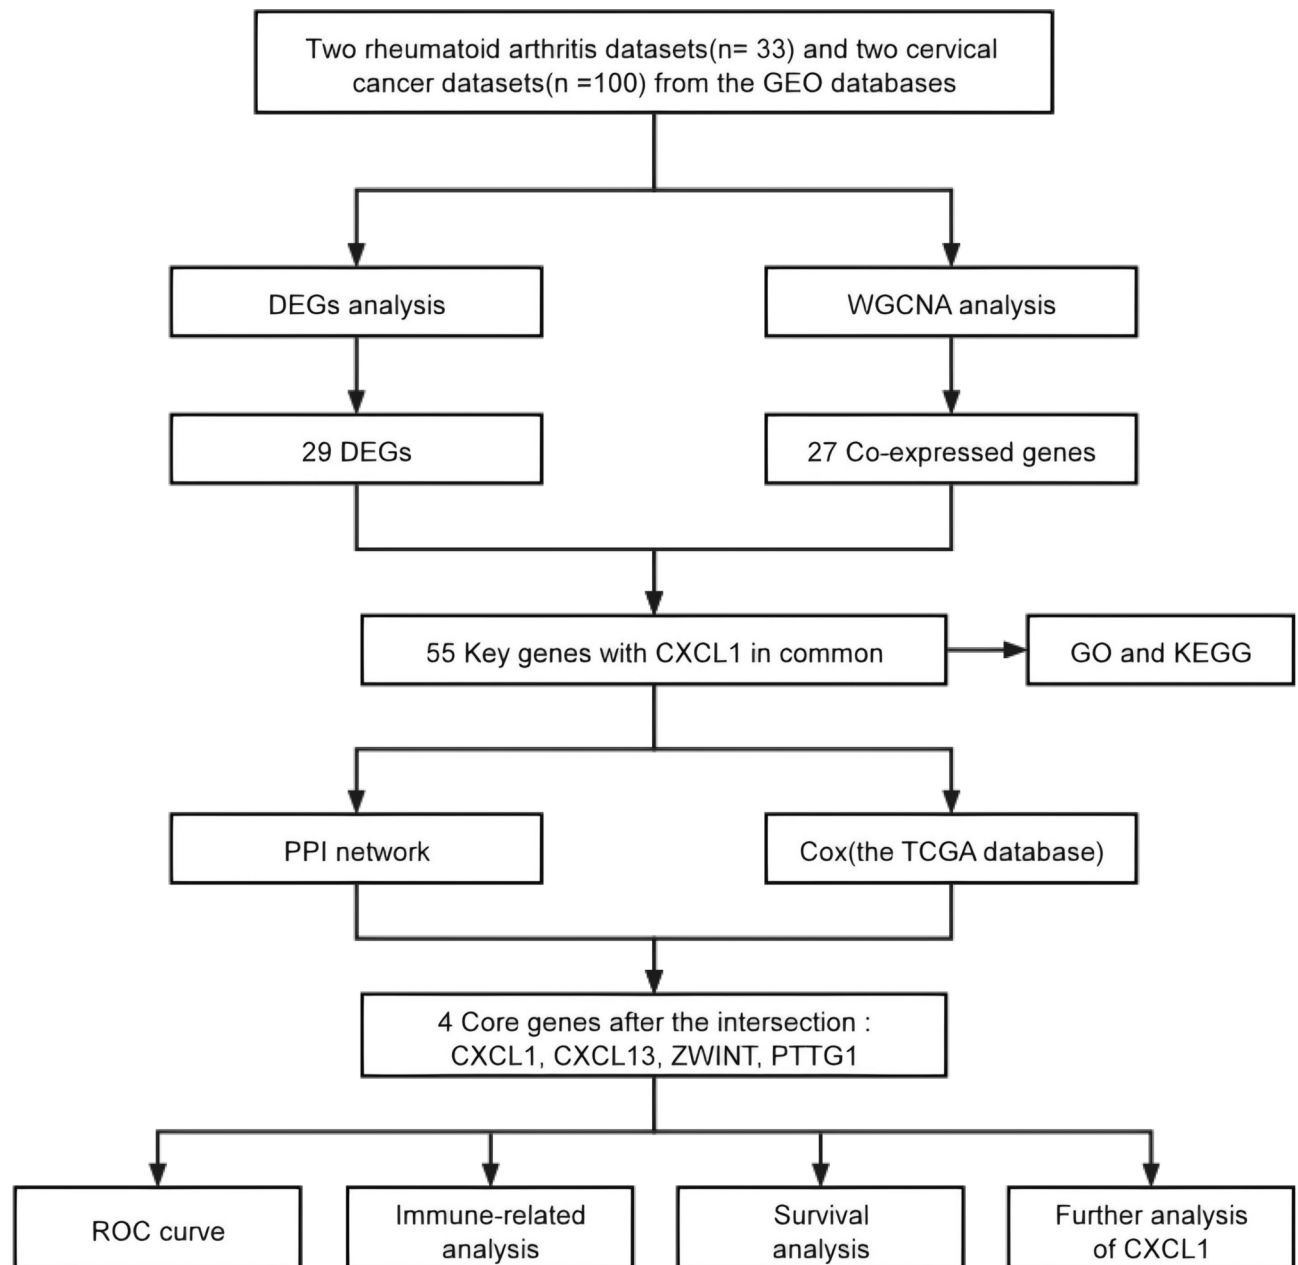 Two rheumatoid arthritis datasets(n= 33) and two cervical
cancer datasets(n =100) from the GEO databases
DEGs analysis
WGCNA analysis
29 DEGs
27 Co-expressed genes
55 Key genes with CXCL1 in common
GO and KEGG
PPI network
Cox(the TCGA database)
4 Core genes after the intersection :
CXCL1, CXCL13, ZWINT, PTTG1
ROC curve
Immune-related
analysis
Survival
analysis
Further analysis
of CXCL1